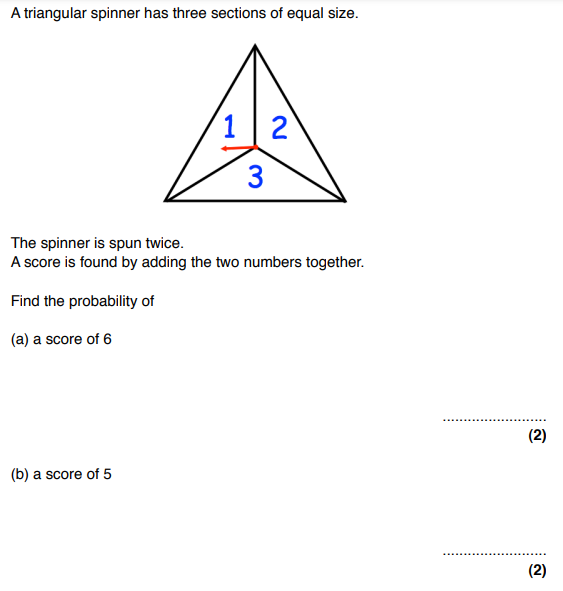 A triangular spinner has three sections of equal size.
1 2
3
The spinner is spun twice.
A score is found by adding the two numbers together.
Find the probability of
(a) a score of 6
..........................
(2)
(b) a score of 5
..........................
(2)